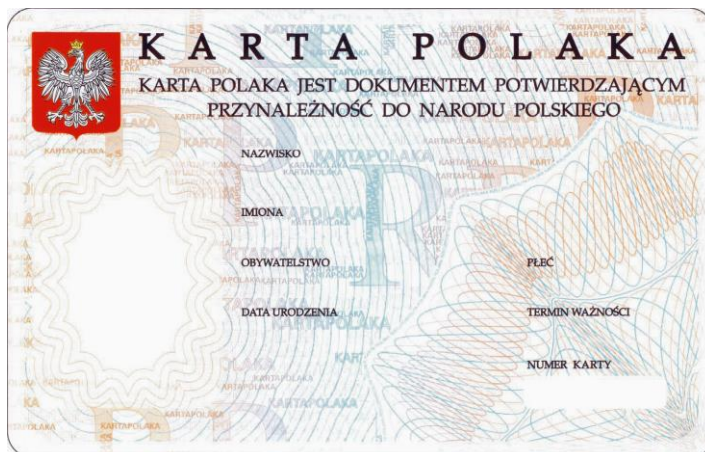 KARTA POLAKA
KARTA POLAKA JEST DOKUMENTEM POTWIERDZAJĄCYM
PRZYNALEŻNOŚĆ DO NARODU POLSKIEGO
NAZWISKO
IMIONA
OBYWATELSTWO
PŁEĆ
DATA URODZENIA
TERMIN WAŻNOŚCI
NUMER KARTY